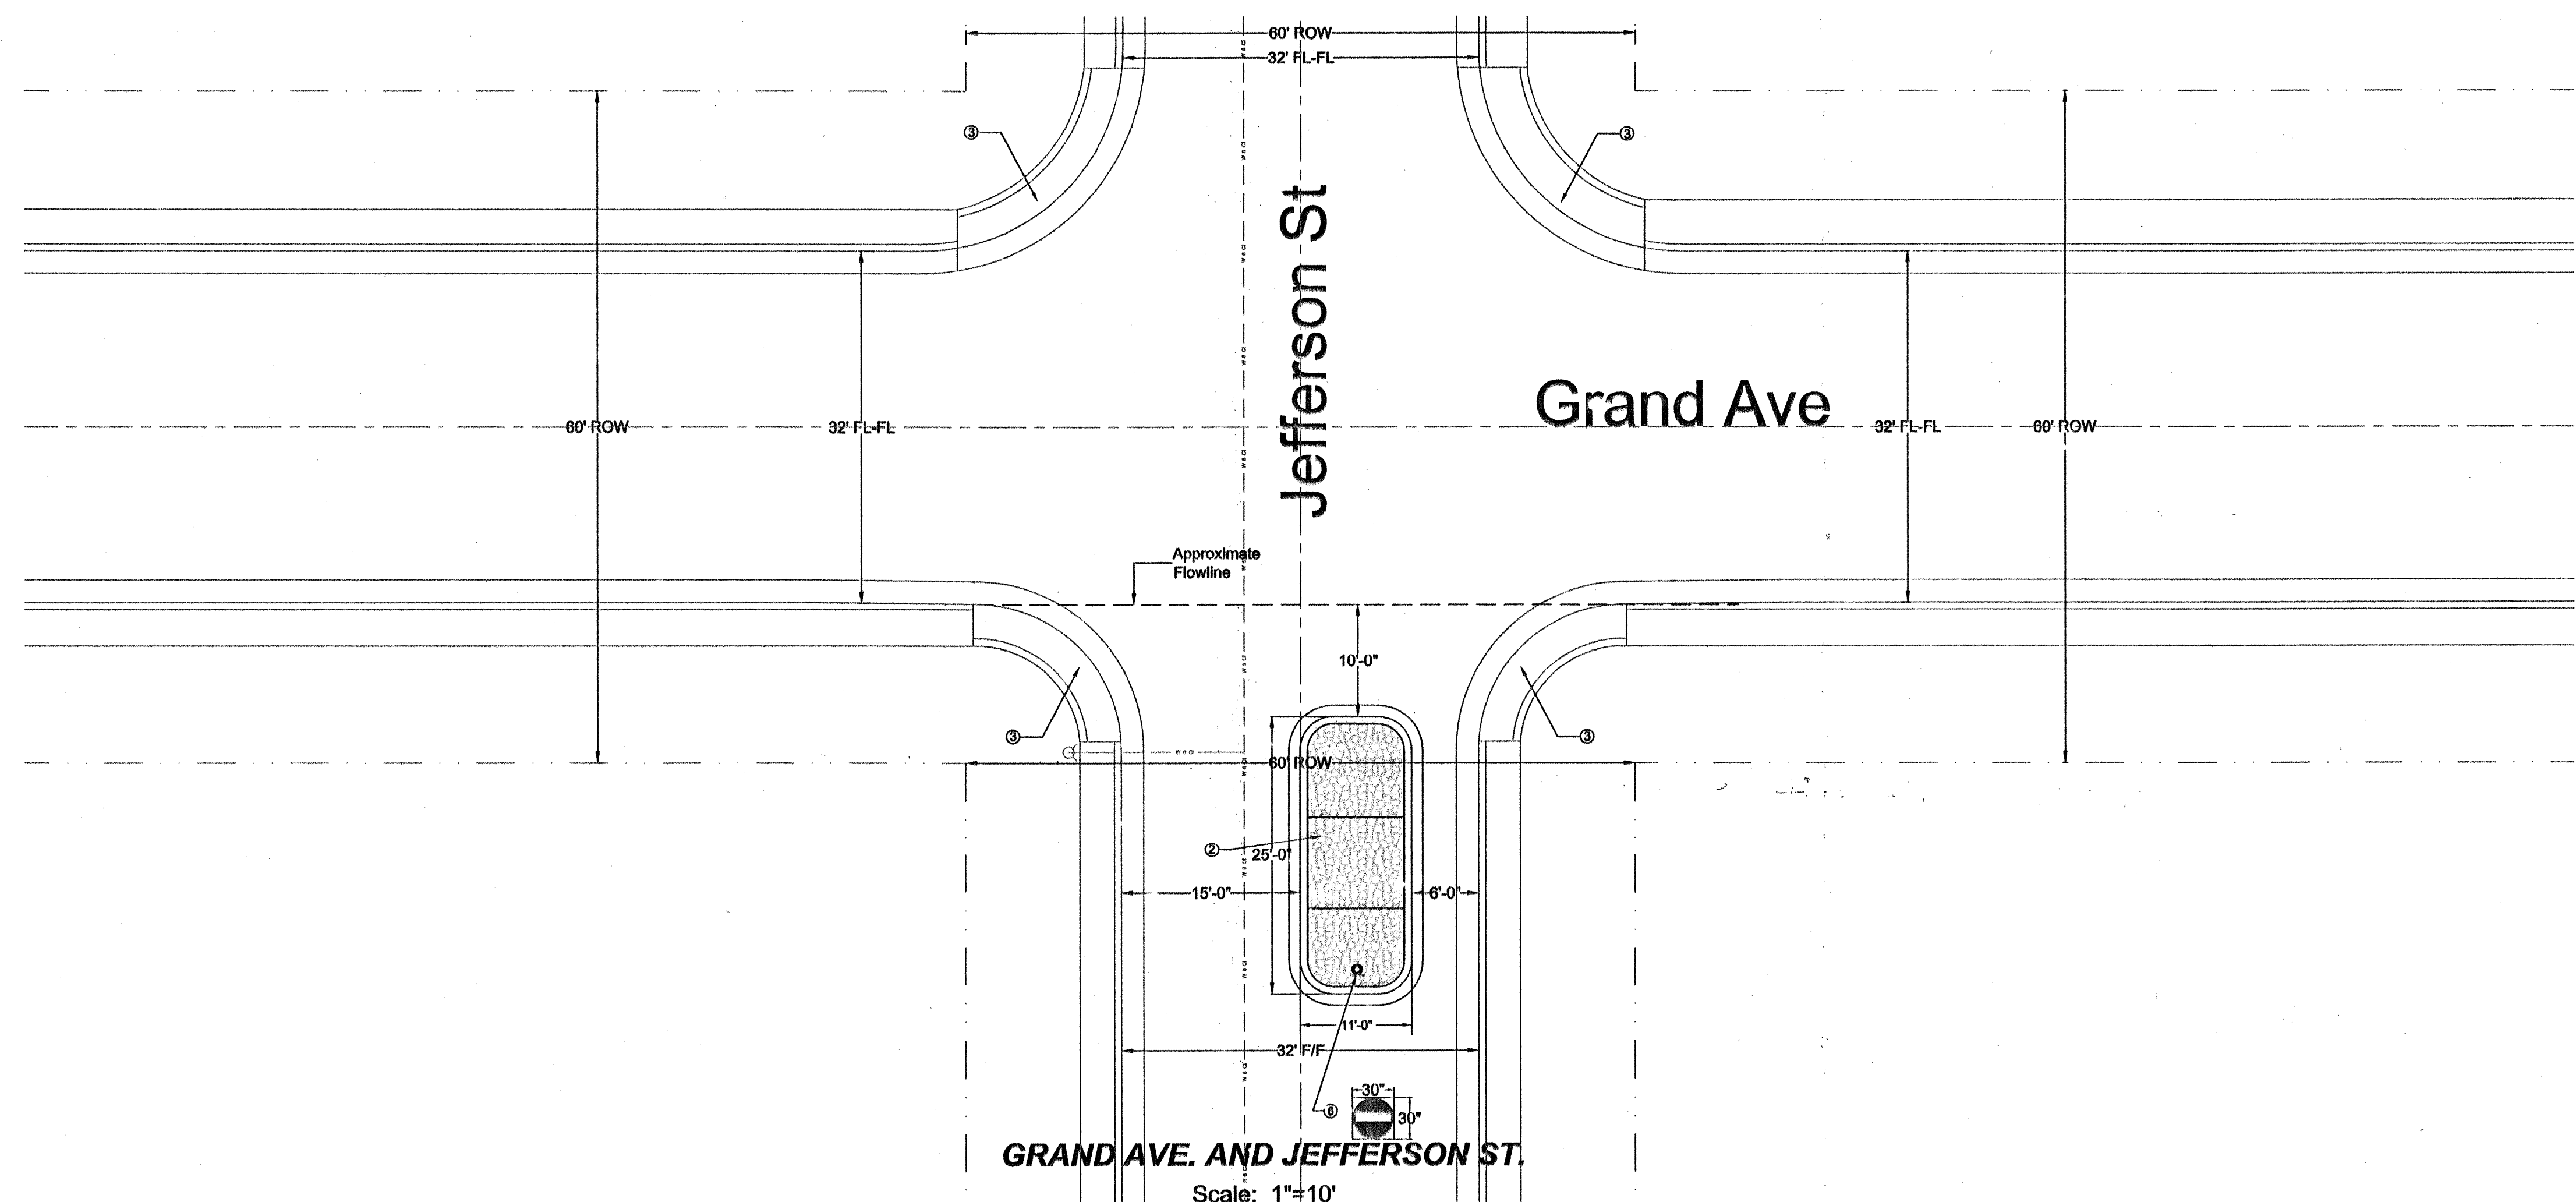 60' ROW
32' FL-FL
③
③
Jefferson St
Grand Ave
60' ROW
32' FL-FL
32' FL-FL
60' ROW
Approximate
Flowline
10'-0"
③
③
60' ROW
②
25'-0"
15'-0"
6'-0"
11'-0"
32' F/F
30"
⑥
30"
GRAND AVE. AND JEFFERSON ST.
Scale: 1"=10'